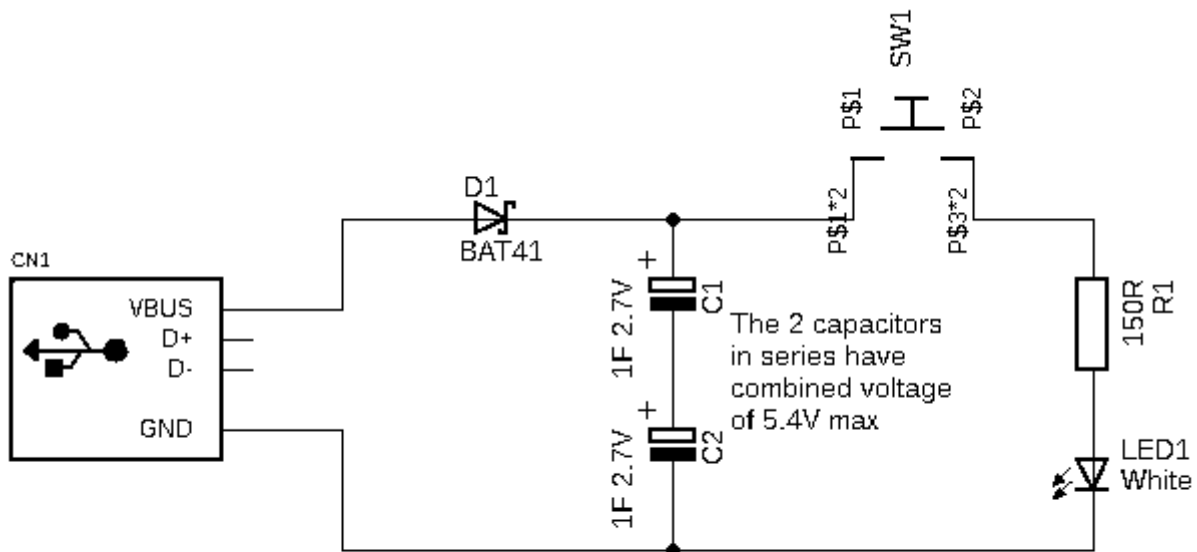 SW1
P$1
P$2
P$1*2
P$3*2
D1
BAT41
CN1
VBUS
D+
D-
GND
+
1F 2.7V
C1
The 2 capacitors
in series have
combined voltage
of 5.4V max
+
1F 2.7V
C2
150R
R1
LED1
White